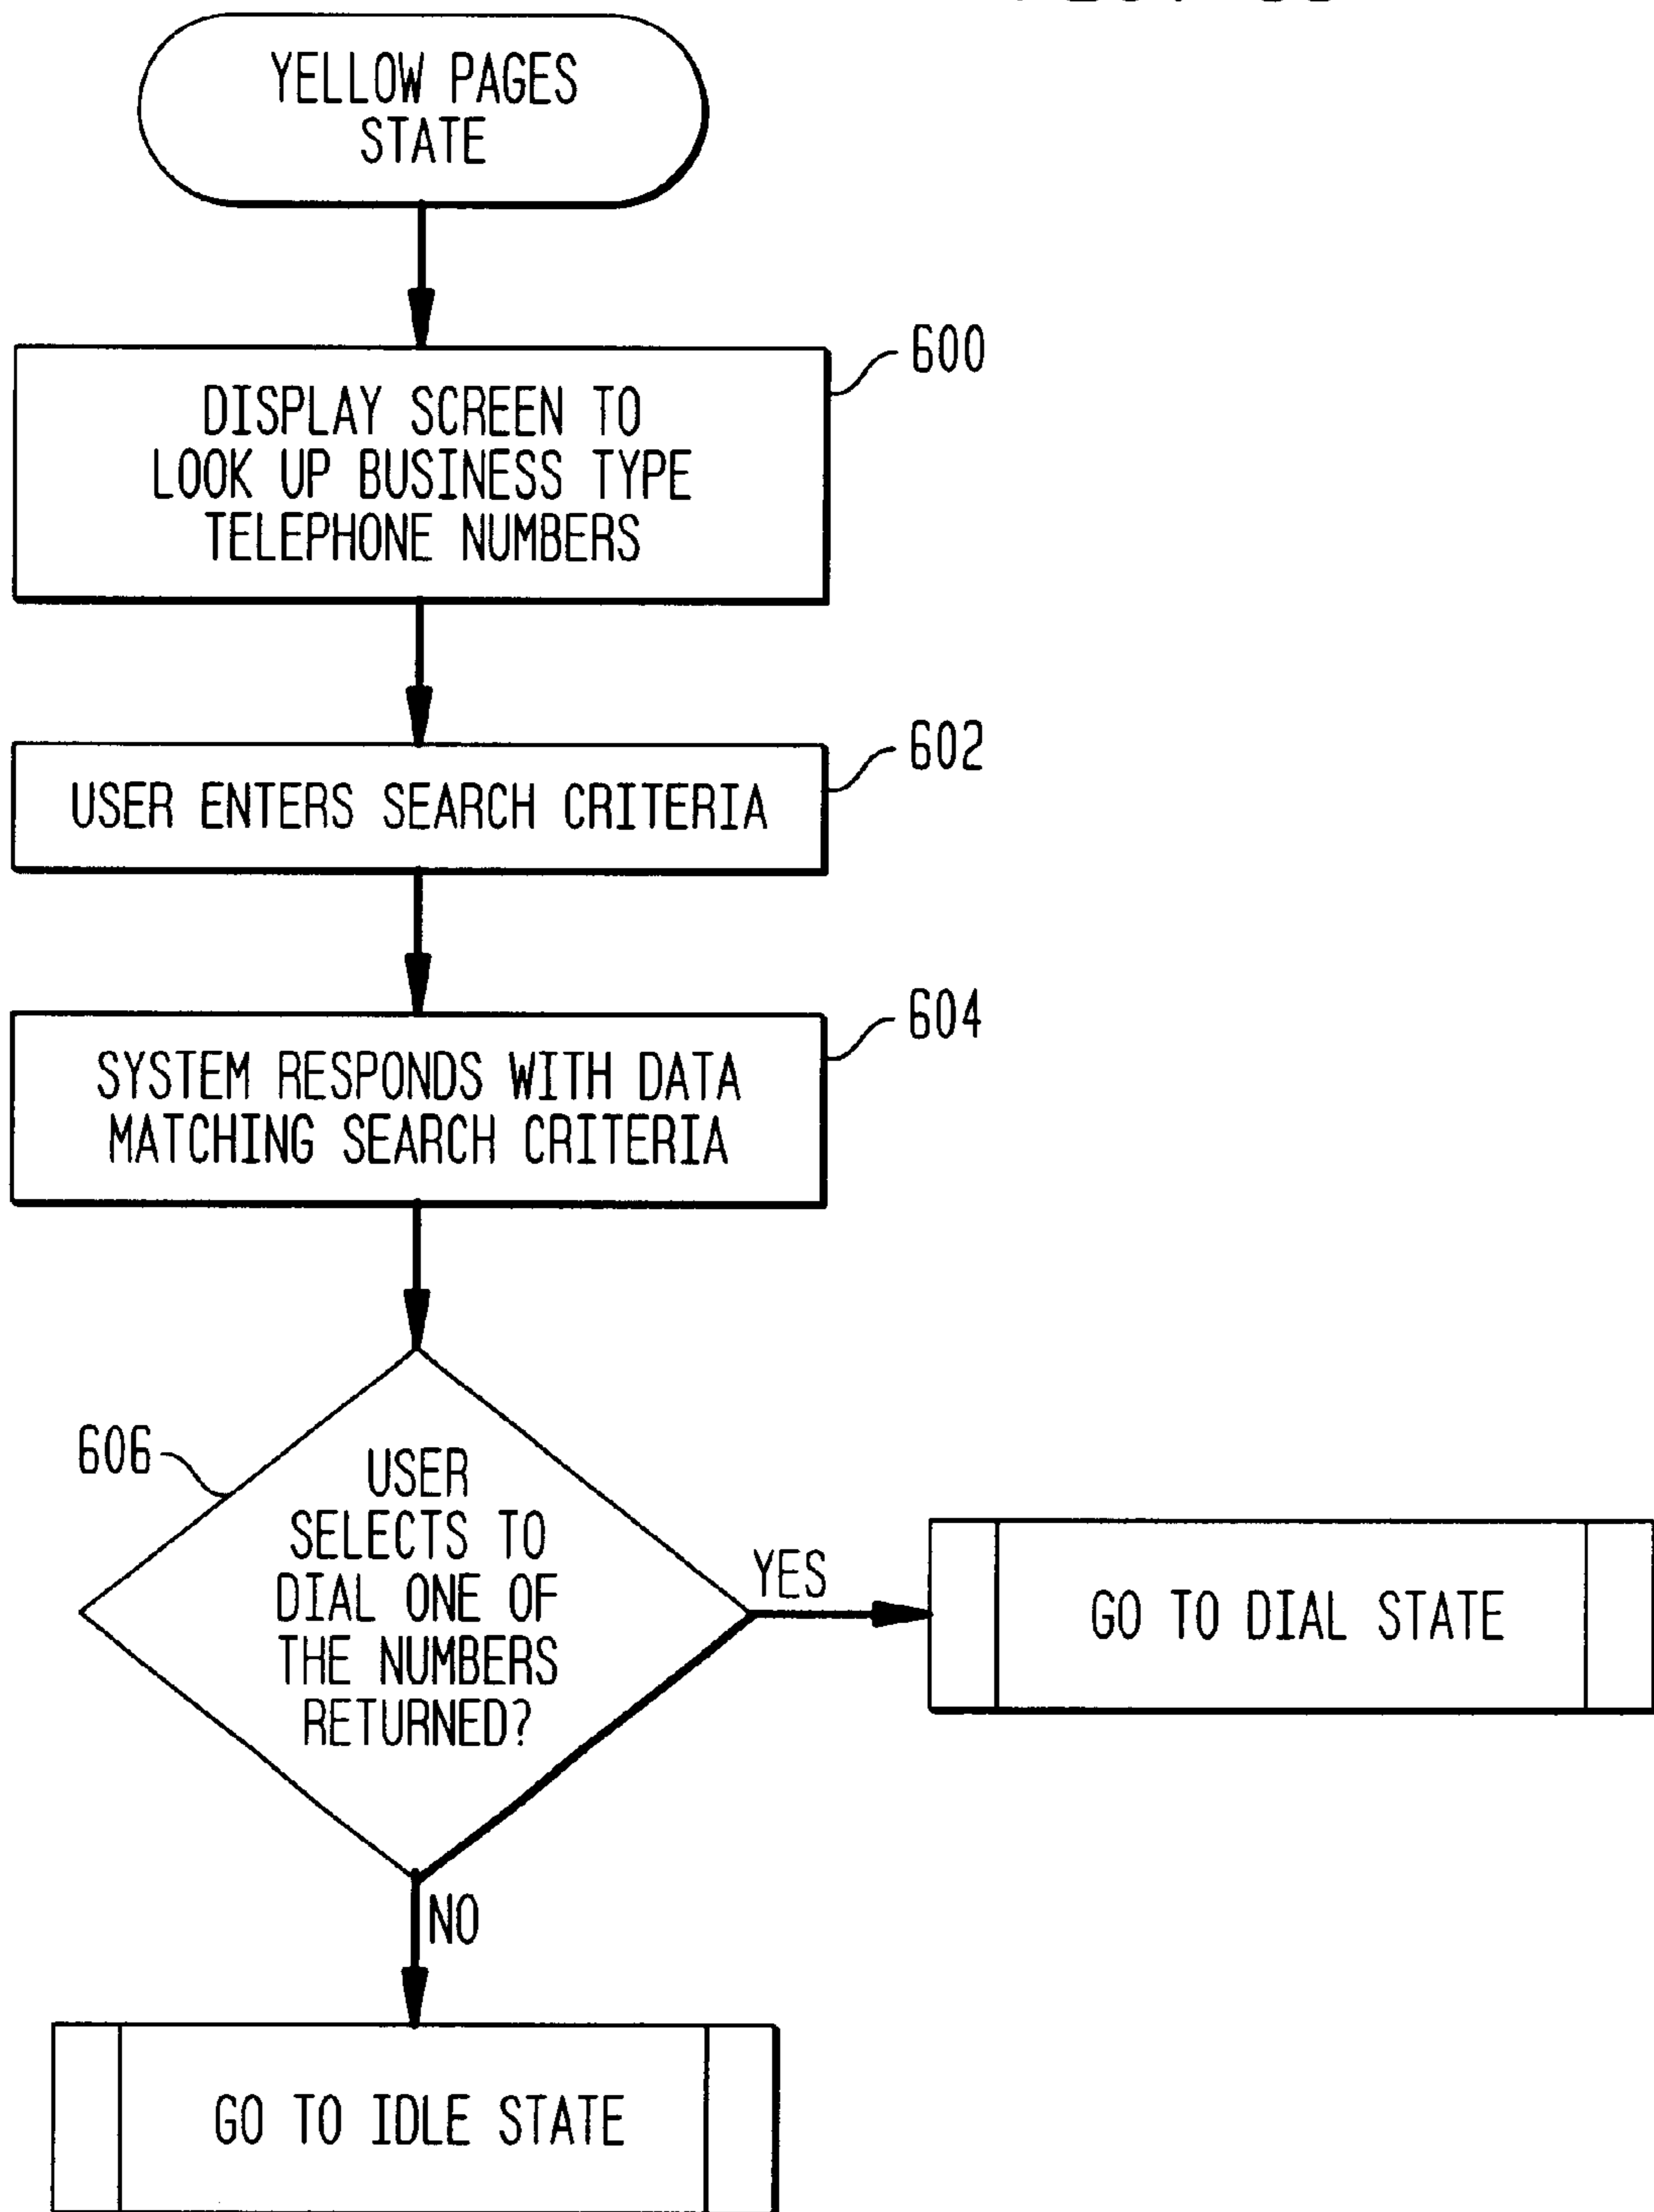 YELLOW PAGES
STATE
600
DISPLAY SCREEN TO
LOOK UP BUSINESS TYPE
TELEPHONE NUMBERS
602
USER ENTERS SEARCH CRITERIA
604
SYSTEM RESPONDS WITH DATA
MATCHING SEARCH CRITERIA
606
USER
SELECTS TO
DIAL ONE OF
THE NUMBERS
RETURNED?
YES
GO TO DIAL STATE
NO
GO TO IDLE STATE